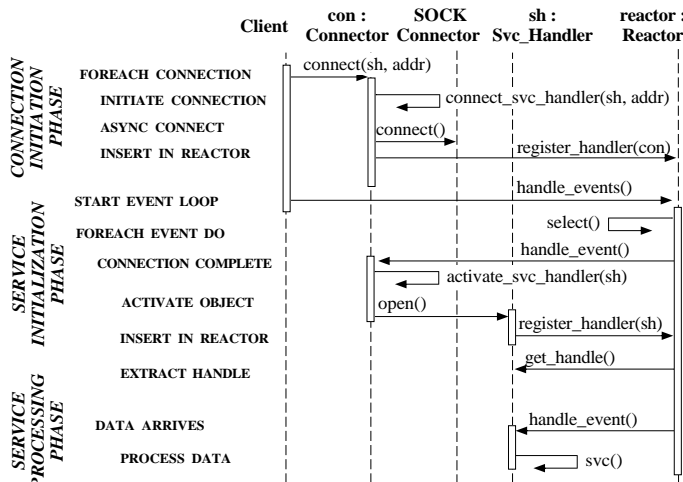 Client
con :
Connector
SOCK
Connector
sh :
Svc_Handler
reactor :
Reactor
CONNECTION
INITIATION
PHASE
FOREACH CONNECTION
connect(sh, addr)
INITIATE CONNECTION
connect_svc_handler(sh, addr)
ASYNC CONNECT
connect()
INSERT IN REACTOR
register_handler(con)
START EVENT LOOP
handle_events()
SERVICE
INITIALIZATION
PHASE
FOREACH EVENT DO
select()
handle_event()
CONNECTION COMPLETE
activate_svc_handler(sh)
ACTIVATE OBJECT
open()
INSERT IN REACTOR
register_handler(sh)
EXTRACT HANDLE
get_handle()
SERVICE
PROCESSING
PHASE
DATA ARRIVES
handle_event()
PROCESS DATA
svc()